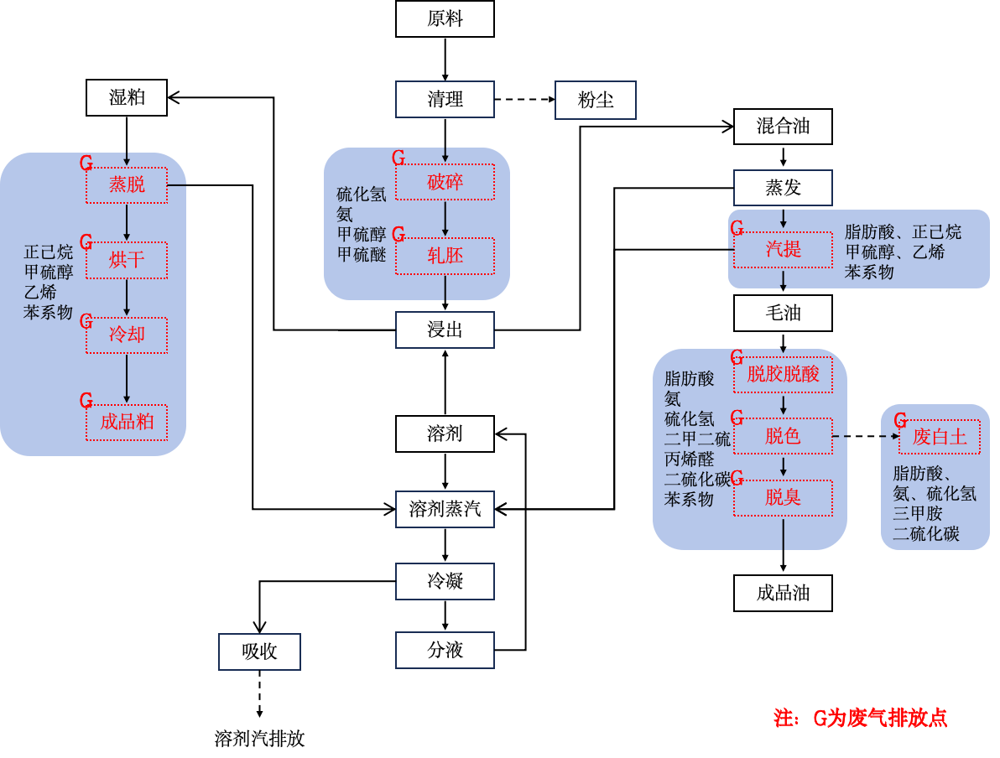 原料
清理
粉尘
湿粕
混合油
G
破碎
硫化氢
氨
甲硫醇
甲硫醚
G
轧胚
浸出
G
蒸脱
G
烘干
正己烷
甲硫醇
乙烯
苯系物
G
冷却
G
成品粕
蒸发
G
汽提
脂肪酸、正己烷
甲硫醇、乙烯
苯系物
毛油
G
脱胶脱酸
脂肪酸
氨
硫化氢
二甲二硫
丙烯醛
二硫化碳
苯系物
G
脱色
G
脱臭
G
废白土
脂肪酸、
氨、硫化氢
三甲胺
二硫化碳
成品油
溶剂
溶剂蒸汽
冷凝
分液
吸收
溶剂汽排放
注：G为废气排放点